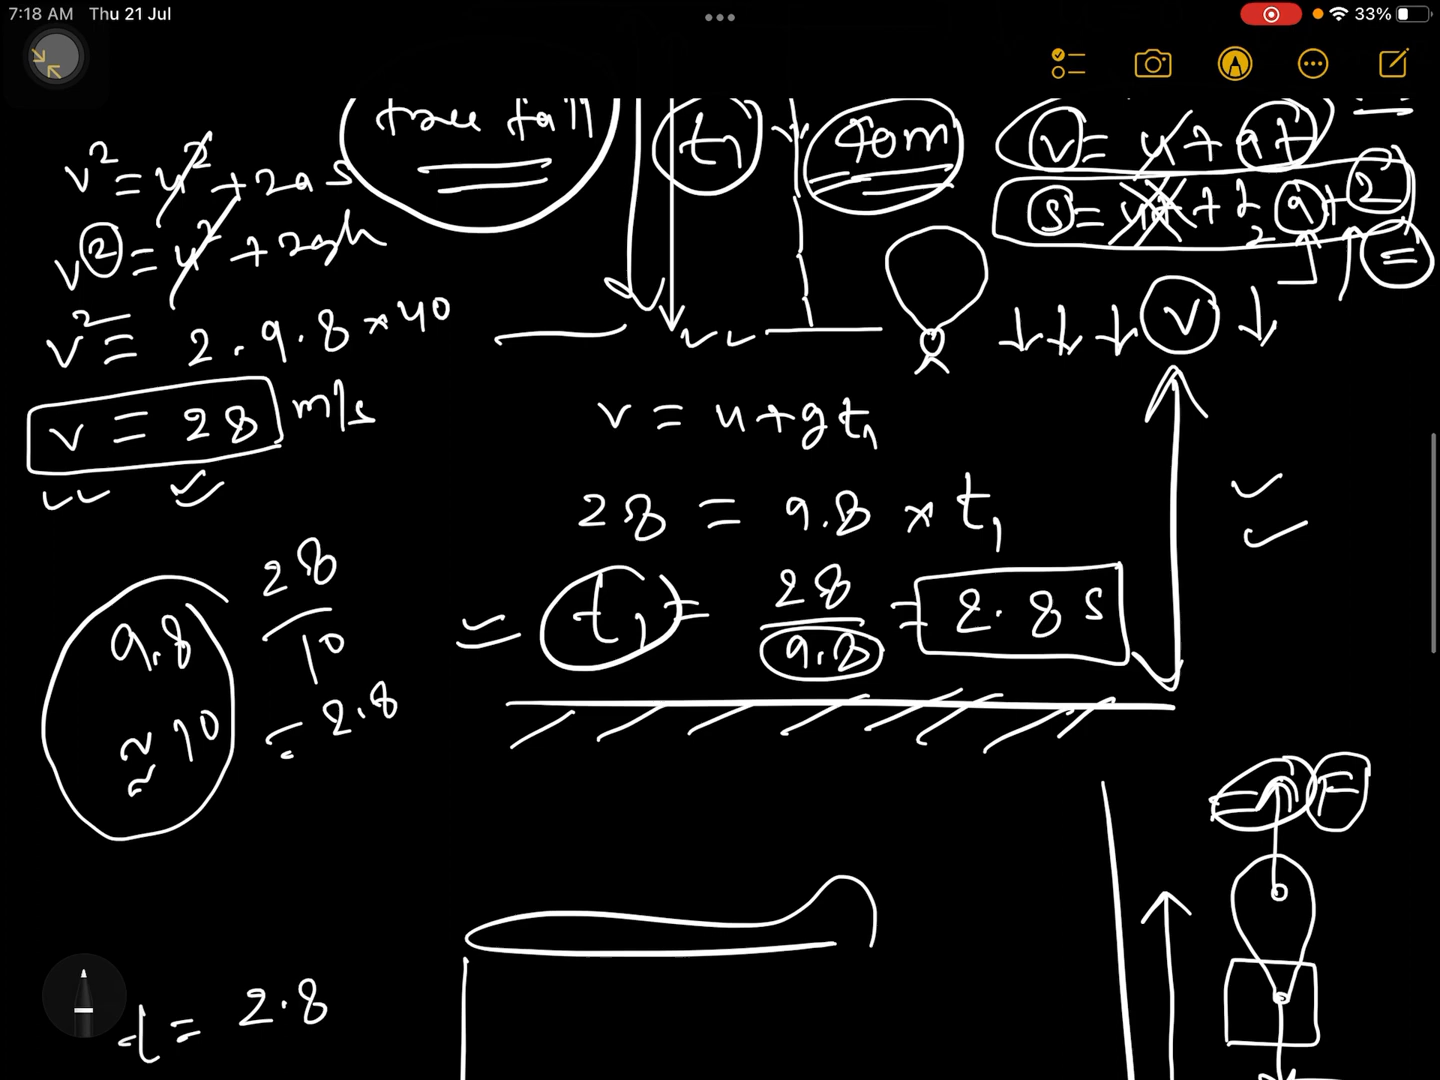 7:18 AM Thu 21 Jul
33%
free fall
t₁
40m
v = u + at
s = ut + 1/2 at²
=
v² = u² + 2as
v² = u² + 2gh
v² = 2.9.8 × 40
v = 28 m/s
v
v = u + gt₁
28 = 9.8 × t₁
= t₁ = 28/9.8 = 2.8 s
9.8
≈ 10
28/10
= 2.8
F
t = 2.8